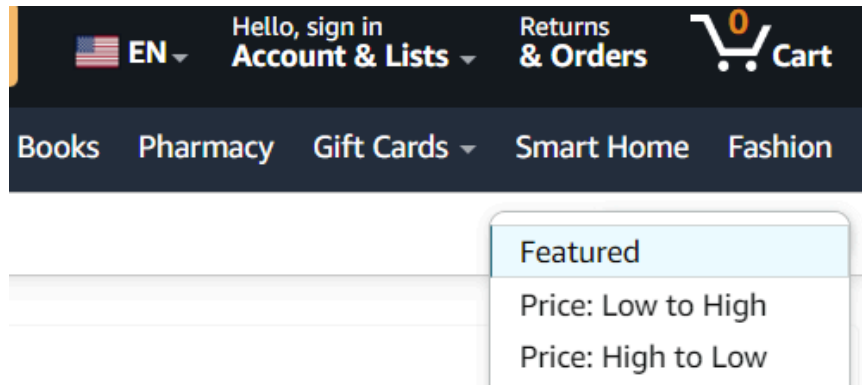 EN
Hello, sign in
Account & Lists
Returns
& Orders
0
Cart
Books Pharmacy Gift Cards Smart Home Fashion
Featured
Price: Low to High
Price: High to Low